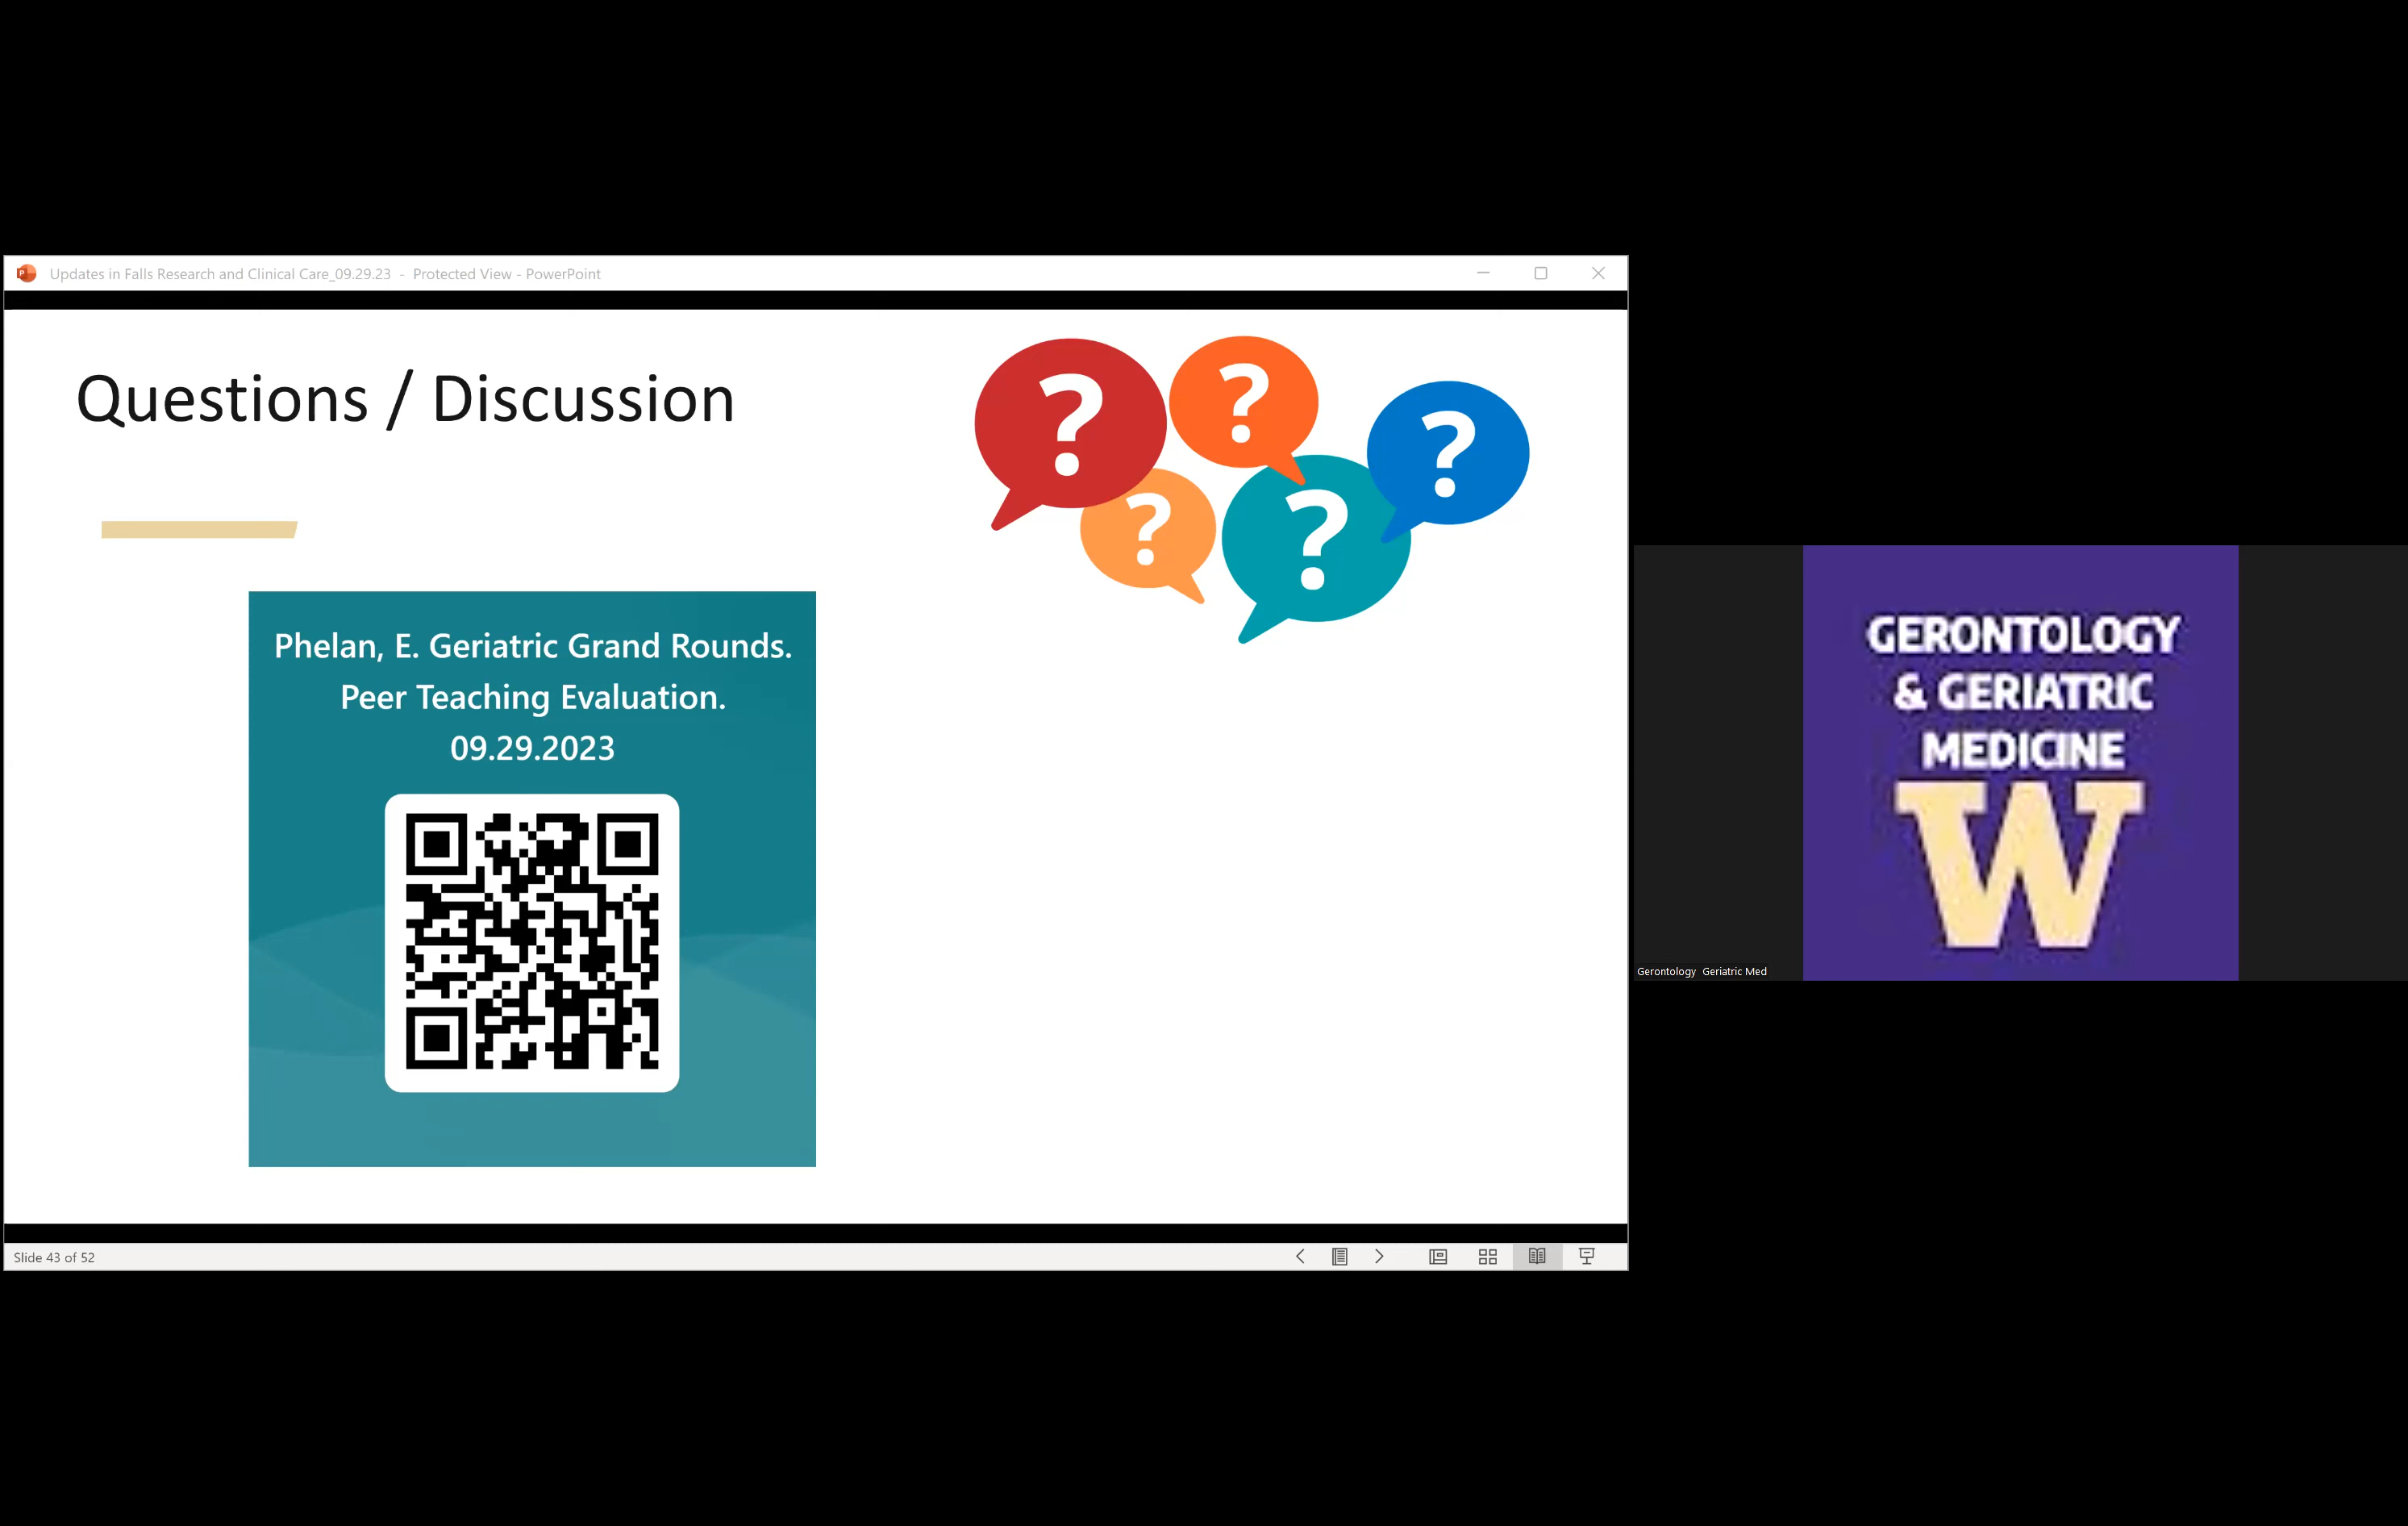 Updates in Falls Research and Clinical Care_09.29.23 - Protected View - PowerPoint
Questions / Discussion
? ? ? ? ?
Phelan, E. Geriatric Grand Rounds.
Peer Teaching Evaluation.
09.29.2023
Slide 43 of 52
GERONTOLOGY
& GERIATRIC
MEDICINE
W
Gerontology Geriatric Med